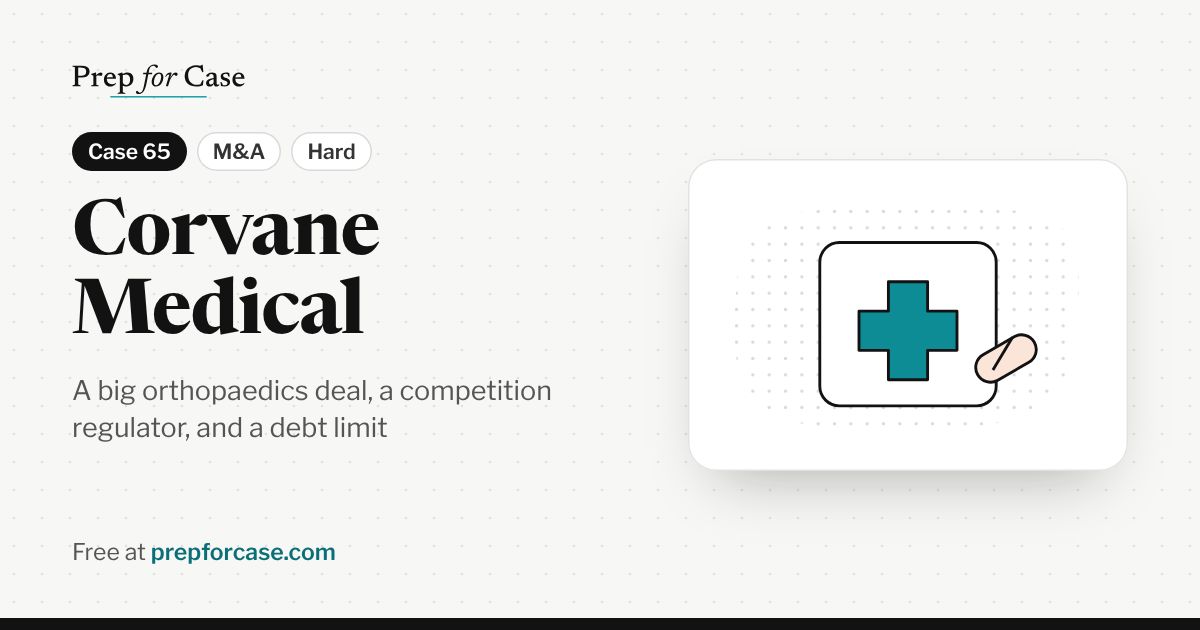 Prep for Case
Case 65
M&A
Hard
Corvane
Medical
A big orthopaedics deal, a competition
regulator, and a debt limit
Free at prepforcase.com